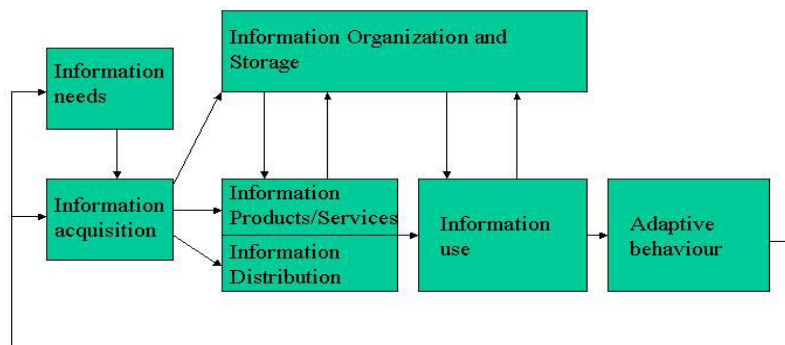 Information Organization and
Storage
Information
needs
Information
acquisition
Information
Products/Services
Information
Distribution
Information
use
Adaptive
behaviour